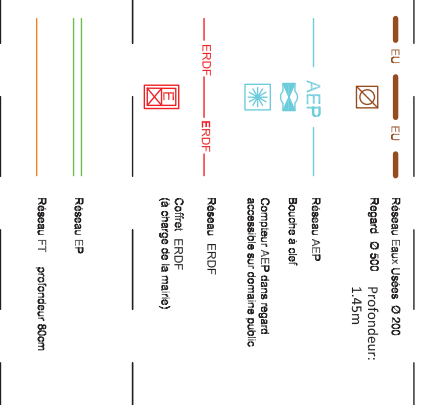 EU EU Réseau Eaux Usées Ø 200
Regard Ø 500 Profondeur:
1.45m
AEP Réseau AEP
Bouche à clef
Compteur AEP dans regard
accessible sur domaine public
ERDF ERDF Réseau ERDF
E Coffret ERDF
(à charge de la mairie)
Réseau EP
Réseau FT profondeur 80cm